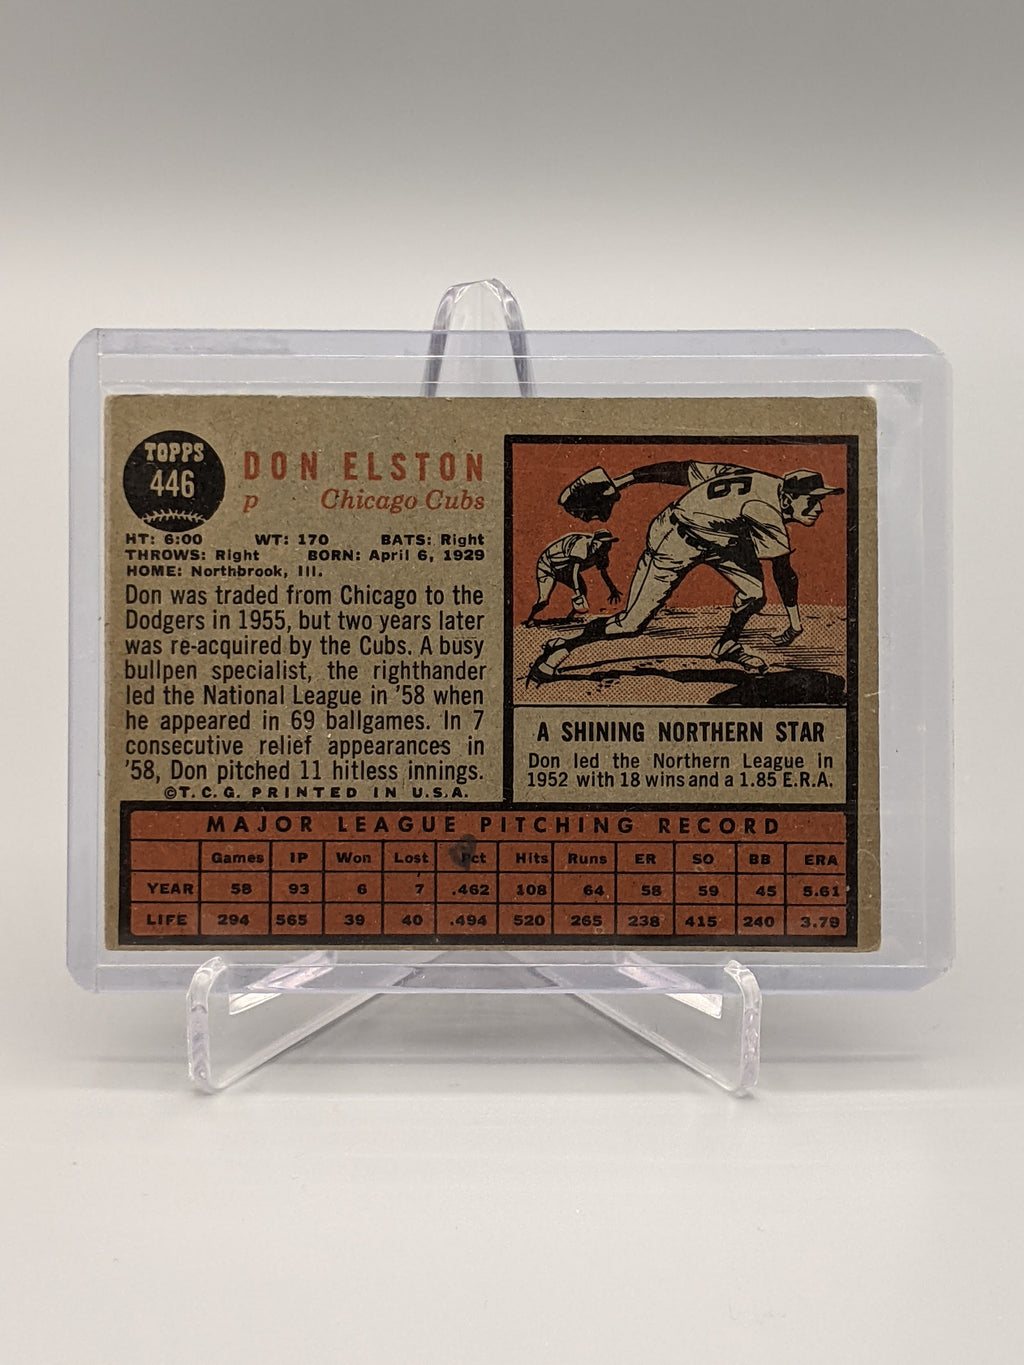 TOPPS
446
DON ELSTON
p Chicago Cubs
HT: 6:00 WT: 170 BATS: Right
THROWS: Right BORN: April 6, 1929
HOME: Northbrook, Ill.
Don was traded from Chicago to the
Dodgers in 1955, but two years later
was re-acquired by the Cubs. A busy
bullpen specialist, the righthander
led the National League in '58 when
he appeared in 69 ballgames. In 7
consecutive relief appearances in
'58, Don pitched 11 hitless innings.
©T. C. G. PRINTED IN U.S.A.
16
A SHINING NORTHERN STAR
Don led the Northern League in
1952 with 18 wins and a 1.85 E.R.A.
MAJOR LEAGUE PITCHING RECORD
Games IP Won Lost Pct Hits Runs ER SO BB ERA
YEAR 58 93 6 7 .462 108 64 58 59 45 5.61
LIFE 294 565 39 40 .494 520 265 238 415 240 3.79